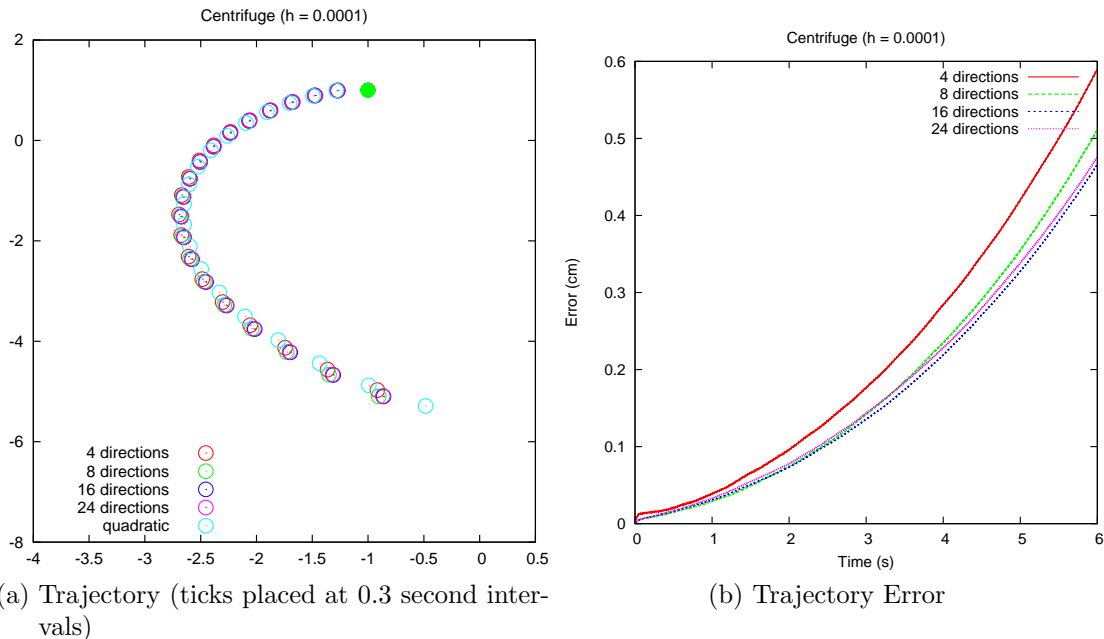 Centrifuge (h = 0.0001)
2
0
-2
-4
-6
-8
-4
-3.5
-3
-2.5
-2
-1.5
-1
-0.5
0
0.5
4 directions
8 directions
16 directions
24 directions
quadratic
(a) Trajectory (ticks placed at 0.3 second inter-
vals)
Centrifuge (h = 0.0001)
0.6
0.5
0.4
0.3
0.2
0.1
0
Error (cm)
0
1
2
3
4
5
6
Time (s)
4 directions
8 directions
16 directions
24 directions
(b) Trajectory Error